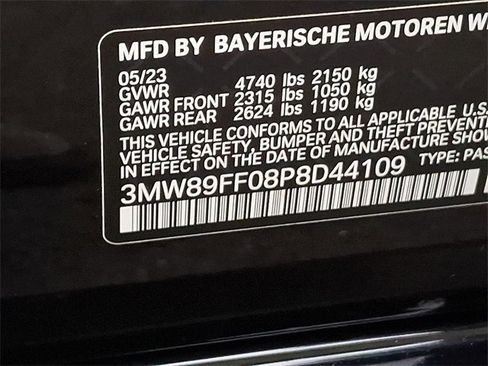 MFD BY BAYERISCHE MOTOREN
05/23
GVWR 4740 lbs 2150 kg
GAWR FRONT 2315 lbs 1050 kg
GAWR REAR 2624 lbs 1190 kg
THIS VEHICLE CONFORMS TO ALL APPLICABLE U.S.
VEHICLE SAFETY, BUMPER AND THEFT PREVENT
IN EFFECT ON THE DATE OF MANUFACTURE SHOW
3MW89FF08P8D44109 TYPE: PAS